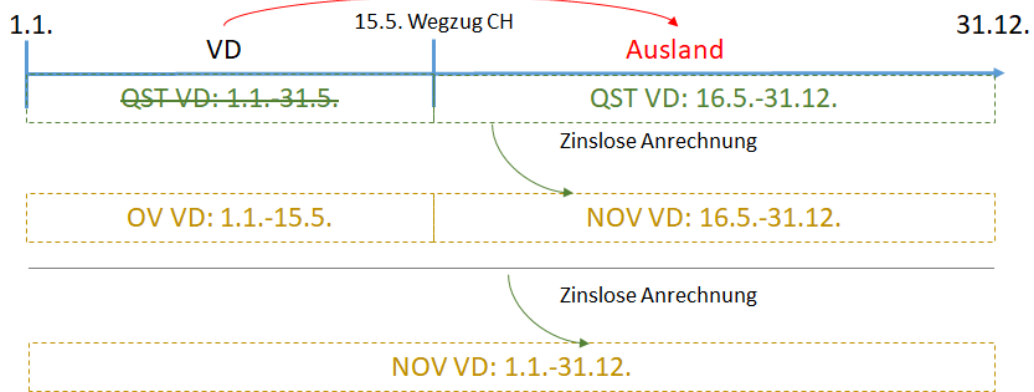 1.1.
15.5. Wegzug CH
31.12.
VD
Ausland
QST VD: 1.1.-31.5.
QST VD: 16.5.-31.12.
Zinslose Anrechnung
OV VD: 1.1.-15.5.
NOV VD: 16.5.-31.12.
Zinslose Anrechnung
NOV VD: 1.1.-31.12.